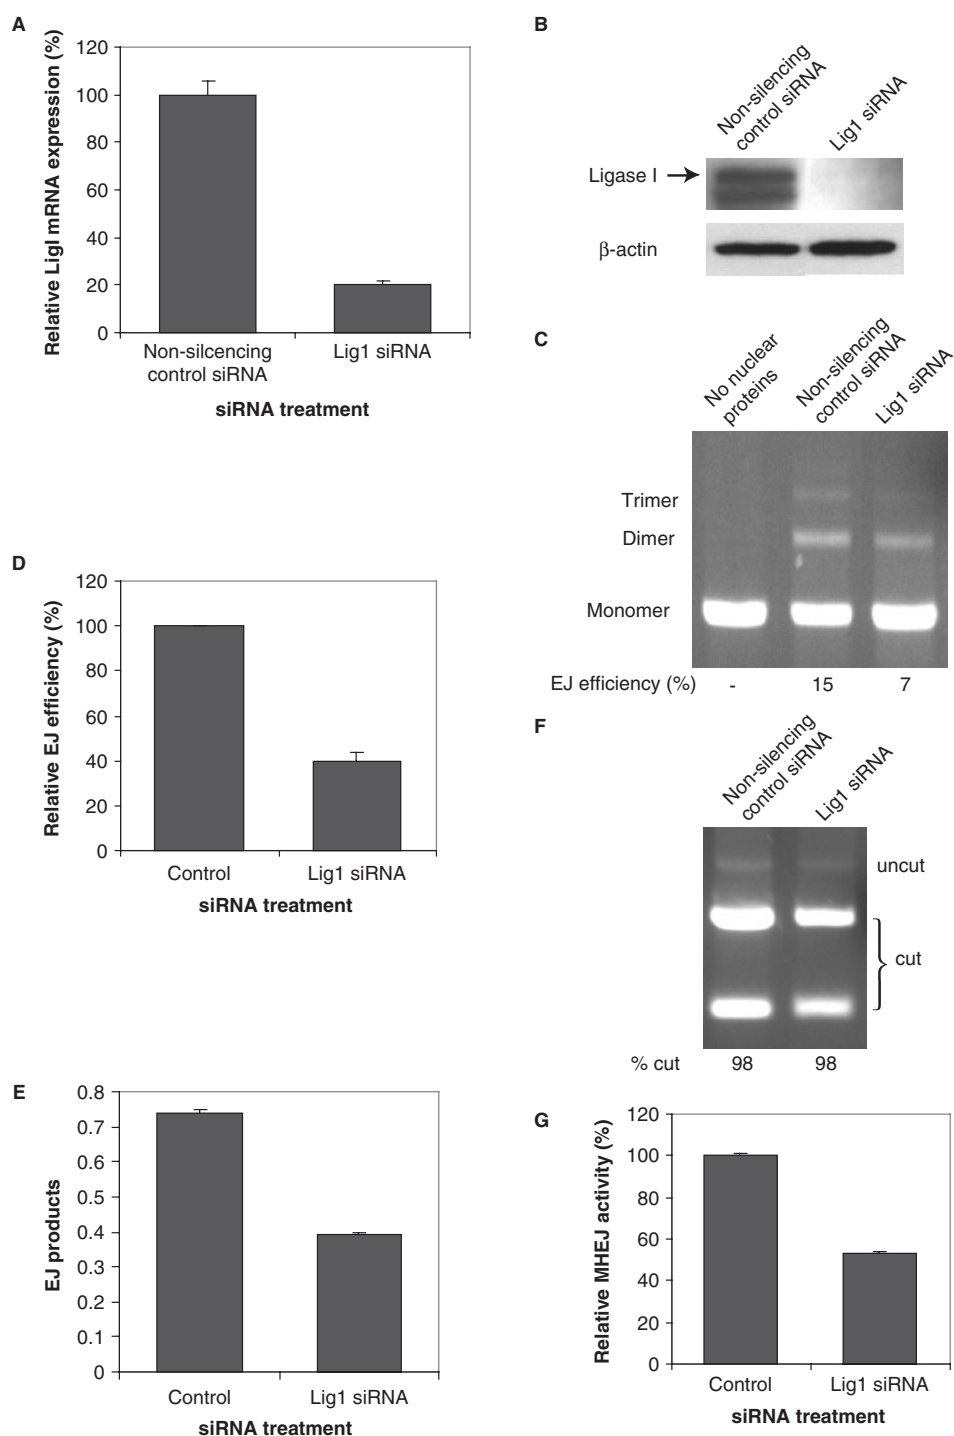 A
Relative LigI mRNA expression (%)
120
100
80
60
40
20
0
Non-silcencing
control siRNA
Lig1 siRNA
siRNA treatment
B
Non-silencing
control siRNA
Lig1 siRNA
Ligase I
β-actin
C
No nuclear
proteins
Non-silencing
control siRNA
Lig1 siRNA
Trimer
Dimer
Monomer
EJ efficiency (%) - 15 7
D
Relative EJ efficiency (%)
120
100
80
60
40
20
0
Control
Lig1 siRNA
siRNA treatment
F
Non-silencing
control siRNA
Lig1 siRNA
uncut
cut
% cut 98 98
E
EJ products
0.8
0.7
0.6
0.5
0.4
0.3
0.2
0.1
0
Control
Lig1 siRNA
siRNA treatment
G
Relative MHEJ activity (%)
120
100
80
60
40
20
0
Control
Lig1 siRNA
siRNA treatment